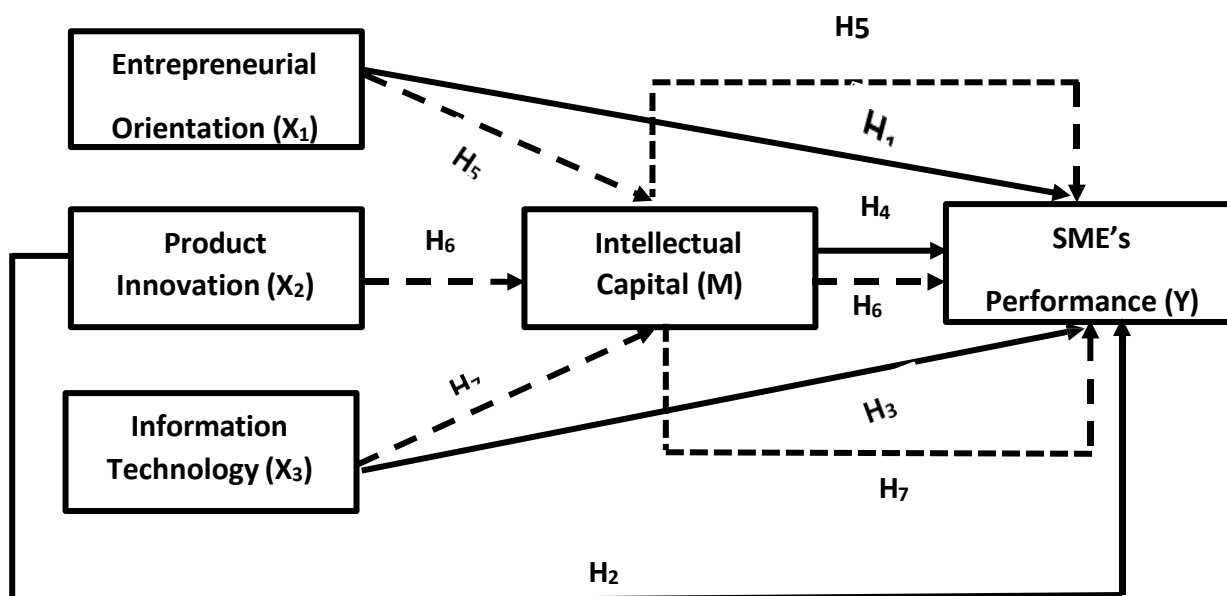 H5
Entrepreneurial
Orientation (X₁)
H₁
H₅
Product
Innovation (X₂)
H₆
Intellectual
Capital (M)
H₄
H₆
SME's
Performance (Y)
H₇
Information
Technology (X₃)
H₃
H₇
H₂